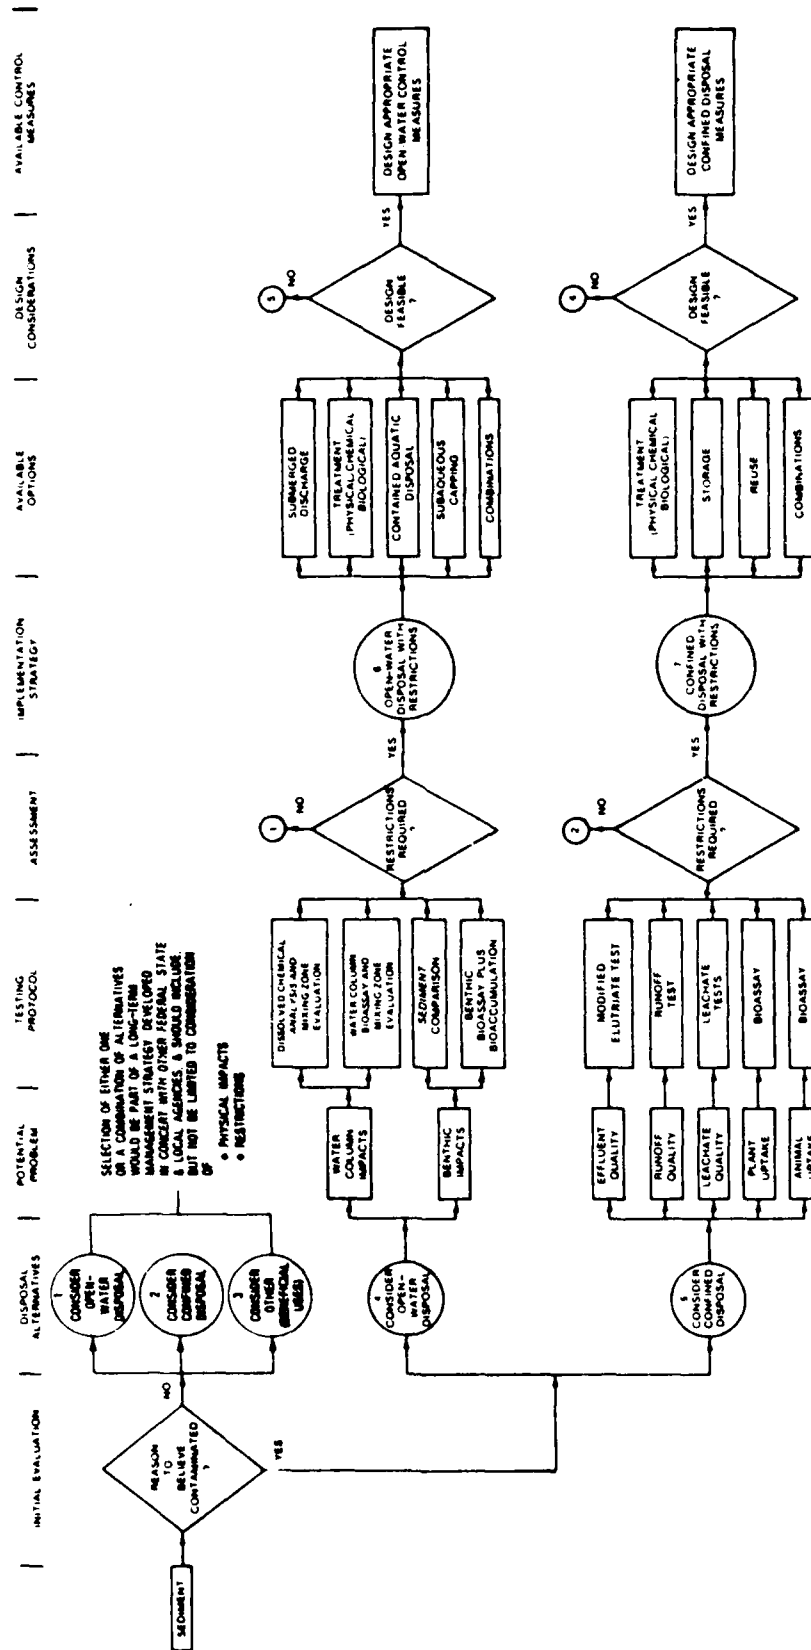 INITIAL EVALUATION
DISPOSAL
ALTERNATIVES
POTENTIAL
PROBLEM
TESTING
PROTOCOL
ASSESSMENT
IMPLEMENTATION
STRATEGY
AVAILABLE
OPTIONS
DESIGN
CONSIDERATIONS
AVAILABLE CONTROL
MEASURES
SEDIMENT
REASON
TO
BELIEVE
CONTAMINATED
?
NO
YES
1
CONSIDER
OPEN-
WATER
DISPOSAL
2
CONSIDER
CONFINED
DISPOSAL
3
CONSIDER
OTHER
(BENEFICIAL
USES)
SELECTION OF EITHER ONE
OR A COMBINATION OF ALTERNATIVES
WOULD BE PART OF A LONG-TERM
MANAGEMENT STRATEGY DEVELOPED
IN CONCERT WITH OTHER FEDERAL STATE
& LOCAL AGENCIES, & SHOULD INCLUDE,
BUT NOT BE LIMITED TO CONSIDERATION
OF
• PHYSICAL IMPACTS
• RESTRICTIONS
4
CONSIDER
OPEN-
WATER
DISPOSAL
WATER
COLUMN
IMPACTS
BENTHIC
IMPACTS
DISSOLVED CHEMICAL
ANALYSIS AND
MIXING ZONE
EVALUATION
WATER COLUMN
BIOASSAY AND
MIXING ZONE
EVALUATION
SEDIMENT
COMPARISON
BENTHIC
BIOASSAY PLUS
BIOACCUMULATION
RESTRICTIONS
REQUIRED
?
NO
1
YES
6
OPEN-WATER
DISPOSAL WITH
RESTRICTIONS
SUBMERGED
DISCHARGE
TREATMENT
(PHYSICAL CHEMICAL
BIOLOGICAL)
CONTAINED AQUATIC
DISPOSAL
SUBAQUEOUS
CAPPING
COMBINATIONS
DESIGN
FEASIBLE
?
NO
5
YES
DESIGN APPROPRIATE
OPEN-WATER CONTROL
MEASURES
5
CONSIDER
CONFINED
DISPOSAL
EFFLUENT
QUALITY
RUNOFF
QUALITY
LEACHATE
QUALITY
PLANT
UPTAKE
ANIMAL
UPTAKE
MODIFIED
ELUTRIATE TEST
RUNOFF
TEST
LEACHATE
TESTS
BIOASSAY
BIOASSAY
RESTRICTIONS
REQUIRED
?
NO
2
YES
7
CONFINED
DISPOSAL WITH
RESTRICTIONS
TREATMENT
(PHYSICAL CHEMICAL
BIOLOGICAL)
STORAGE
REUSE
COMBINATIONS
DESIGN
FEASIBLE
?
NO
4
YES
DESIGN APPROPRIATE
CONFINED DISPOSAL
MEASURES